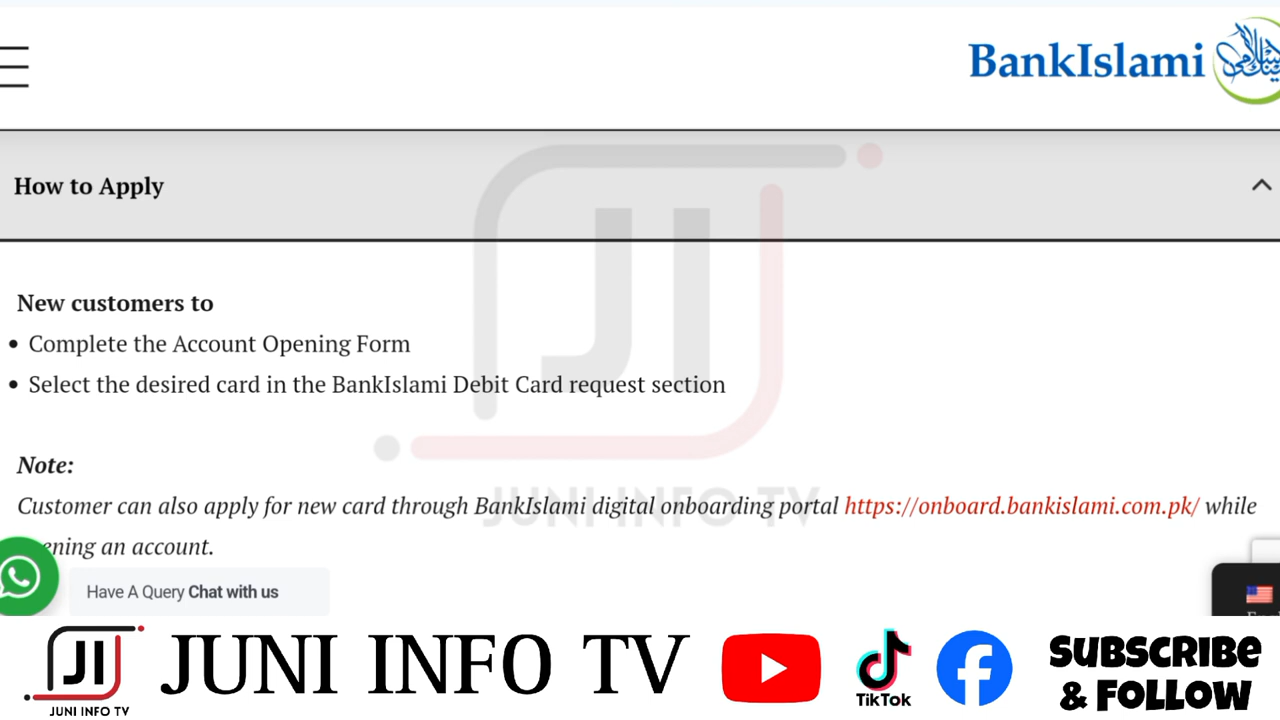 BankIslami
How to Apply
New customers to
• Complete the Account Opening Form
• Select the desired card in the BankIslami Debit Card request section
Note:
Customer can also apply for new card through BankIslami digital onboarding portal https://onboard.bankislami.com.pk/ while
ening an account.
Have A Query Chat with us
JI
JUNI INFO TV
JI
JUNI INFO TV
JUNI INFO TV
TikTok
SUBSCRIBE
& FOLLOW